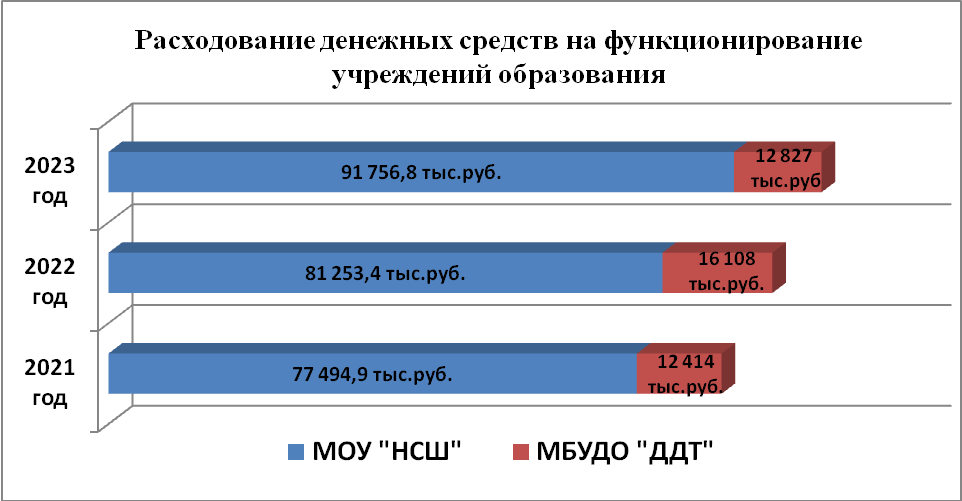 Расходование денежных средств на функционирование
учреждений образования
2023
год
91 756,8 тыс.руб.
12 827
тыс.руб
2022
год
81 253,4 тыс.руб.
16 108
тыс.руб.
2021
год
77 494,9 тыс.руб.
12 414
тыс.руб.
МОУ "НСШ"
МБУДО "ДДТ"